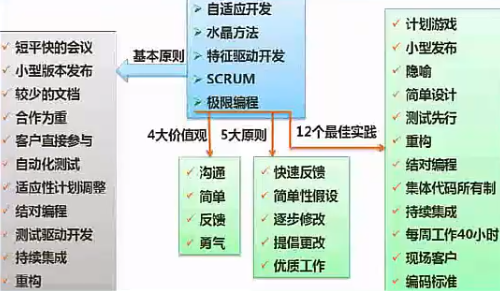 自适应开发
水晶方法
特征驱动开发
SCRUM
极限编程
基本原则
短平快的会议
小型版本发布
较少的文档
合作为重
客户直接参与
自动化测试
适应性计划调整
结对编程
测试驱动开发
持续集成
重构
4大价值观
沟通
简单
反馈
勇气
5大原则
快速反馈
简单性假设
逐步修改
提倡更改
优质工作
12个最佳实践
计划游戏
小型发布
隐喻
简单设计
测试先行
重构
结对编程
集体代码所有制
持续集成
每周工作40小时
现场客户
编码标准